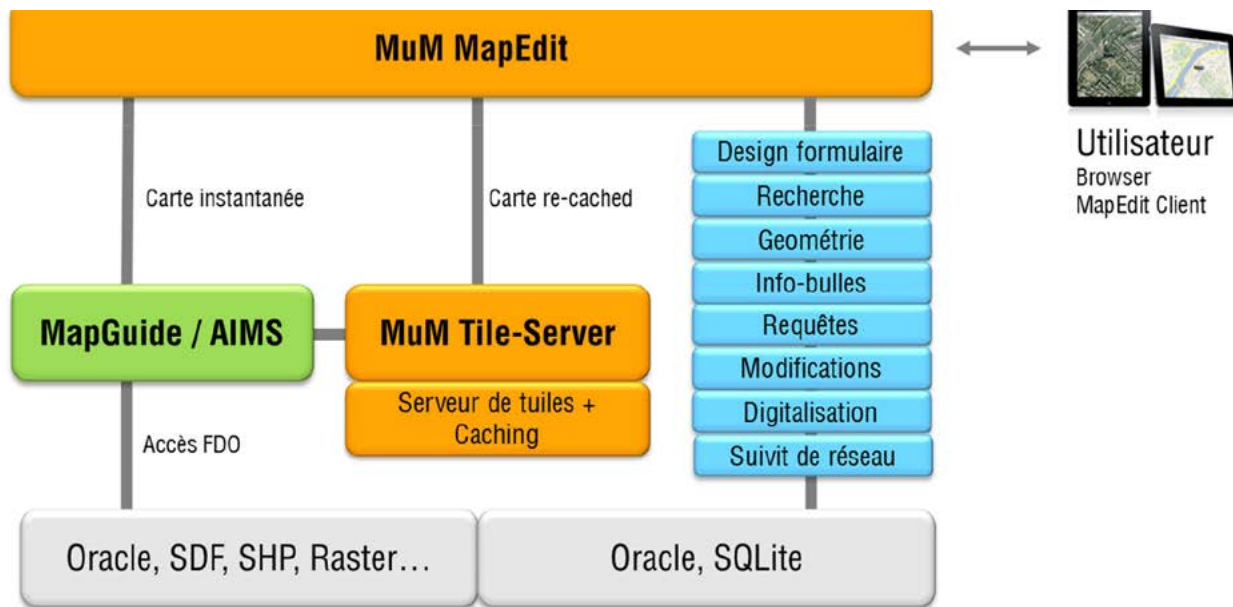 MuM MapEdit
Utilisateur
Browser
MapEdit Client
Carte instantanée
Carte re-cached
Design formulaire
Recherche
Geométrie
Info-bulles
Requêtes
Modifications
Digitalisation
Suivit de réseau
MapGuide / AIMS
MuM Tile-Server
Serveur de tuiles +
Caching
Accès FDO
Oracle, SDF, SHP, Raster…
Oracle, SQLite